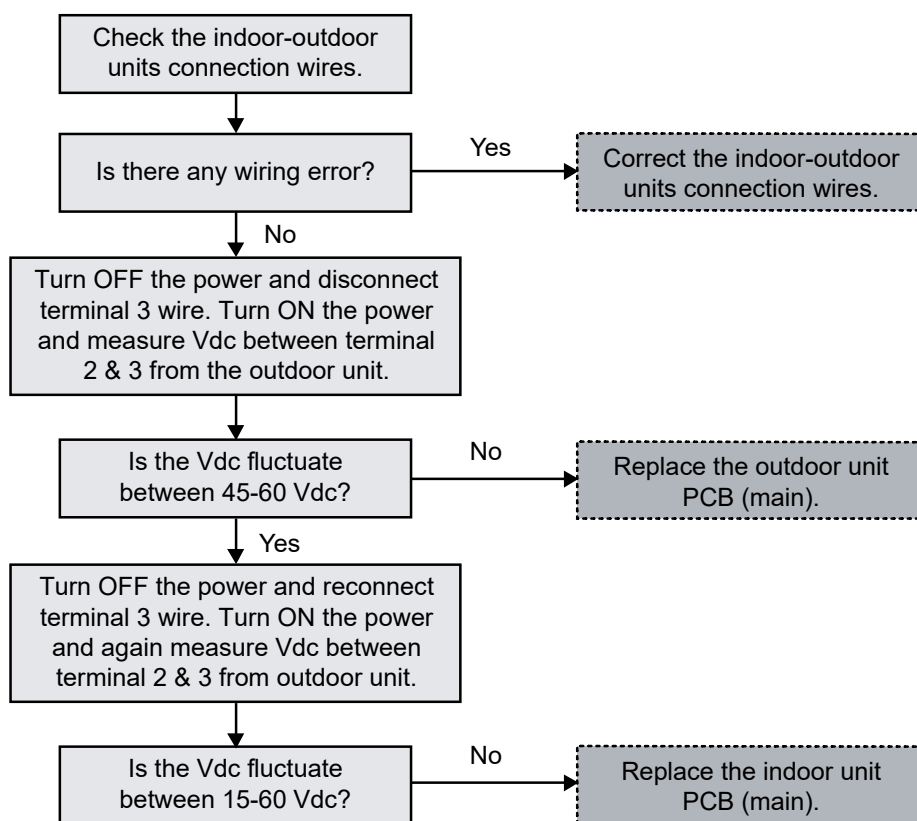 Check the indoor-outdoor
units connection wires.
Is there any wiring error?
Yes
Correct the indoor-outdoor
units connection wires.
No
Turn OFF the power and disconnect
terminal 3 wire. Turn ON the power
and measure Vdc between terminal
2 & 3 from the outdoor unit.
Is the Vdc fluctuate
between 45-60 Vdc?
No
Replace the outdoor unit
PCB (main).
Yes
Turn OFF the power and reconnect
terminal 3 wire. Turn ON the power
and again measure Vdc between
terminal 2 & 3 from outdoor unit.
Is the Vdc fluctuate
between 15-60 Vdc?
No
Replace the indoor unit
PCB (main).